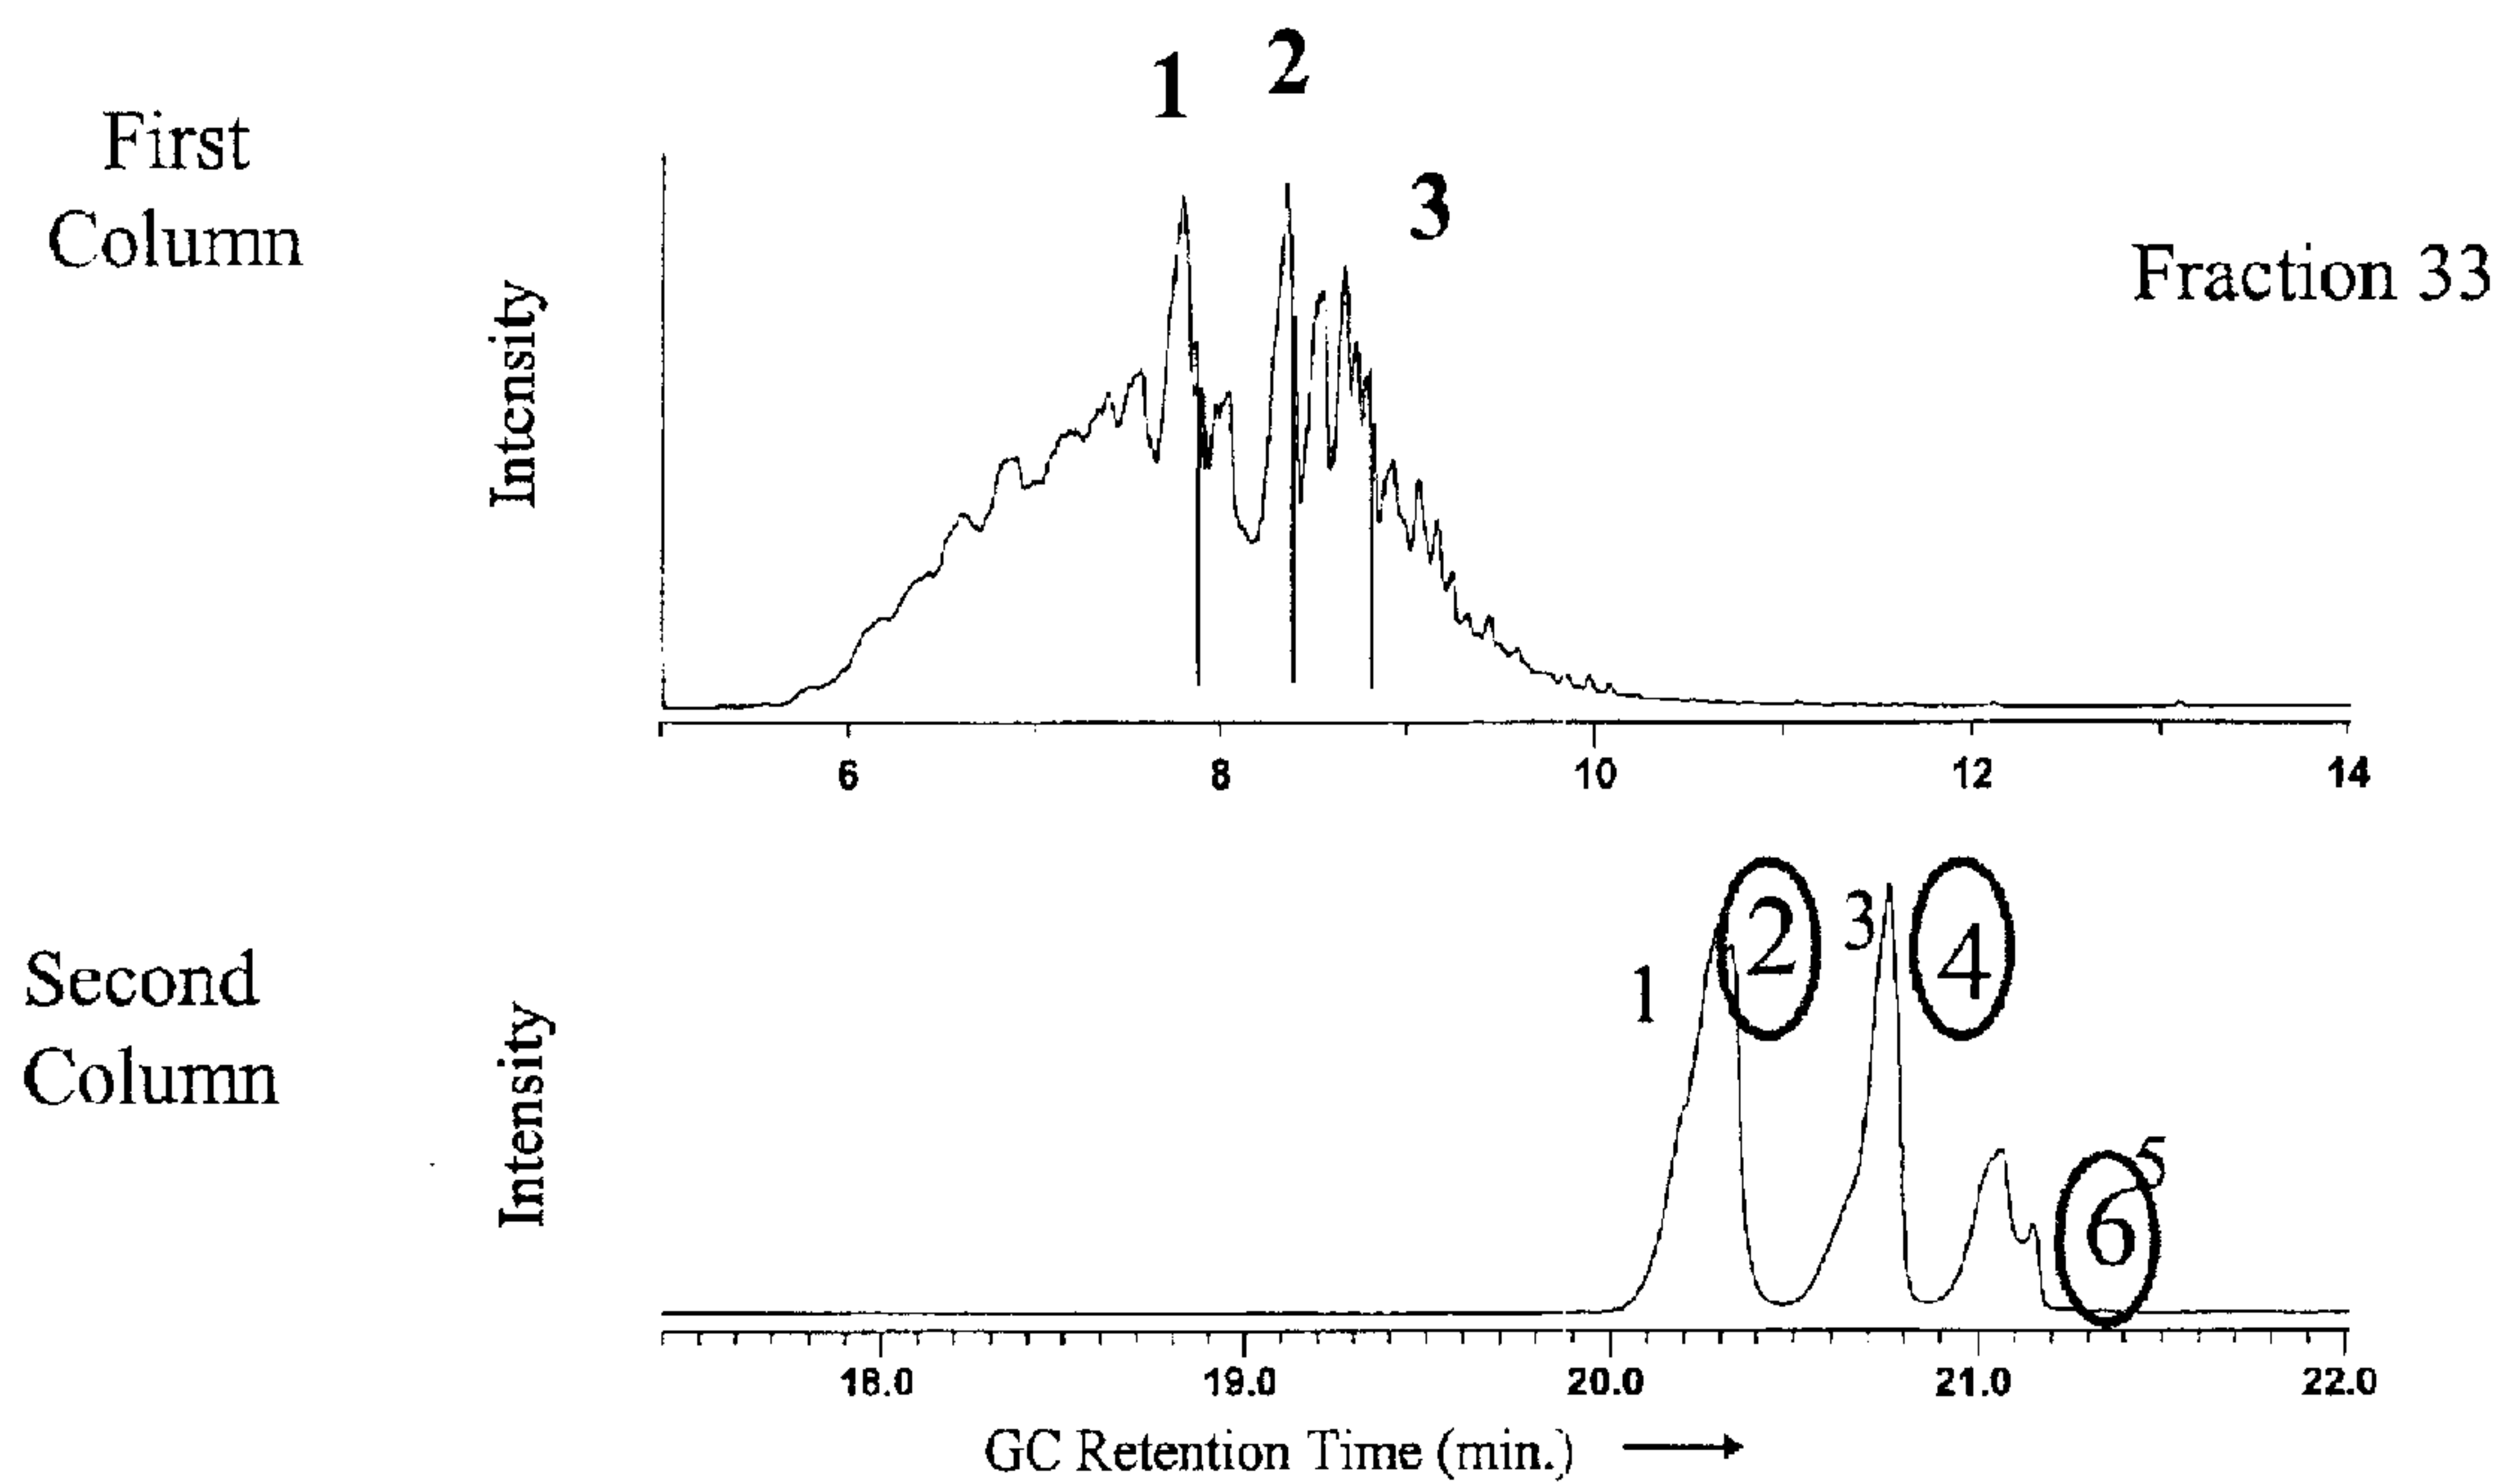 1 2
3
First
Column
Intensity
Fraction 33
6 8 10 12 14
2 3 4
1
Second
Column
Intensity
5
6
18.0 19.0 20.0 21.0 22.0
GC Retention Time (min.)